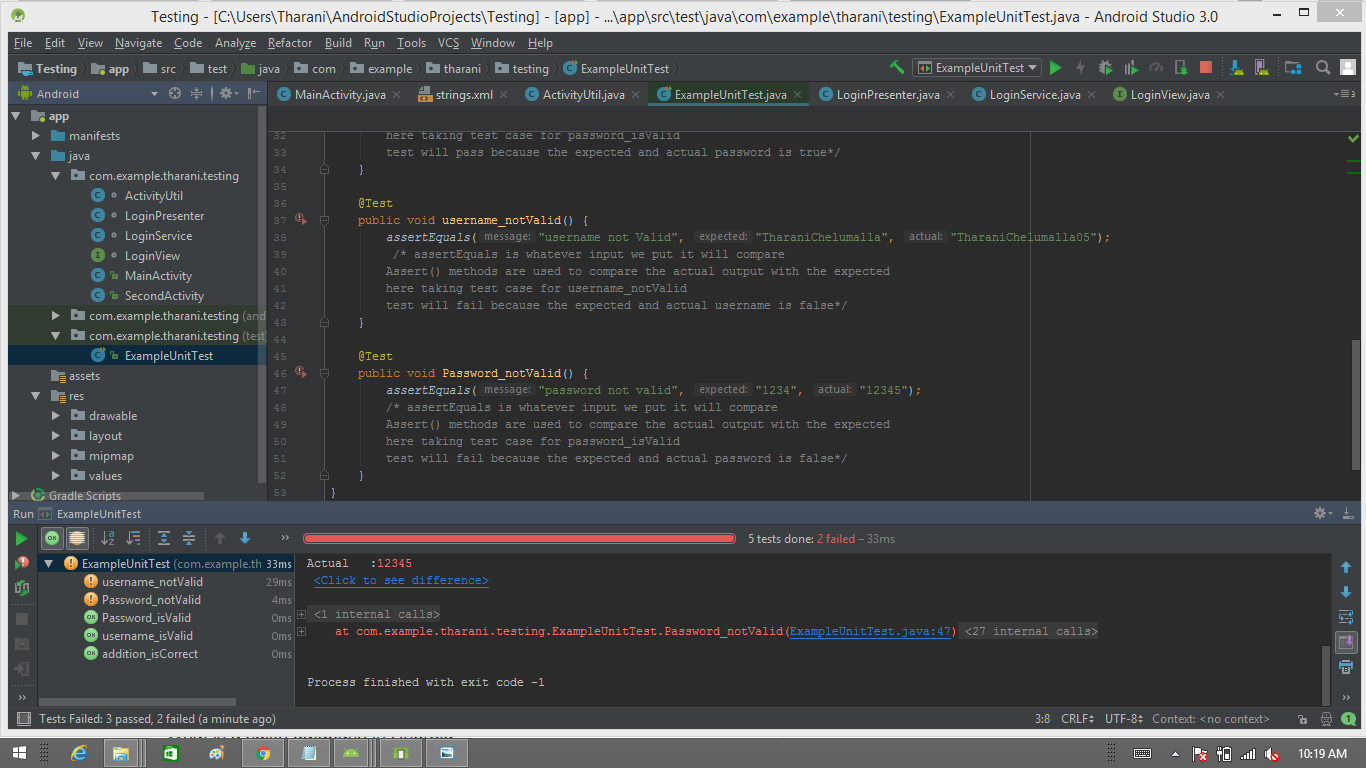 Testing - [C:\Users\Tharani\AndroidStudioProjects\Testing] - [app] - ...\app\src\test\java\com\example\tharani\testing\ExampleUnitTest.java - Android Studio 3.0
File Edit View Navigate Code Analyze Refactor Build Run Tools VCS Window Help
Testing app src test java com example tharani testing ExampleUnitTest
ExampleUnitTest
Android
MainActivity.java strings.xml ActivityUtil.java ExampleUnitTest.java LoginPresenter.java LoginService.java LoginView.java
app
manifests
java
com.example.tharani.testing
ActivityUtil
LoginPresenter
LoginService
LoginView
MainActivity
SecondActivity
com.example.tharani.testing (and
com.example.tharani.testing (test
ExampleUnitTest
assets
res
drawable
layout
mipmap
values
Gradle Scripts
32 here taking test case for password_isValid
33 test will pass because the expected and actual password is true*/
34 }
35
36 @Test
37 public void username_notValid() {
38 assertEquals( message: "username not Valid", expected: "TharaniChelumalla", actual: "TharaniChelumalla05");
39 /* assertEquals is whatever input we put it will compare
40 Assert() methods are used to compare the actual output with the expected
41 here taking test case for username_notValid
42 test will fail because the expected and actual username is false*/
43 }
44
45 @Test
46 public void Password_notValid() {
47 assertEquals( message: "password not valid", expected: "1234", actual: "12345");
48 /* assertEquals is whatever input we put it will compare
49 Assert() methods are used to compare the actual output with the expected
50 here taking test case for password_isValid
51 test will fail because the expected and actual password is false*/
52 }
53 }
Run ExampleUnitTest
5 tests done: 2 failed – 33ms
ExampleUnitTest (com.example.th 33ms
username_notValid 29ms
Password_notValid 4ms
Password_isValid 0ms
username_isValid 0ms
addition_isCorrect 0ms
Actual :12345
<Click to see difference>
<1 internal calls>
at com.example.tharani.testing.ExampleUnitTest.Password_notValid(ExampleUnitTest.java:47) <27 internal calls>
Process finished with exit code -1
Tests Failed: 3 passed, 2 failed (a minute ago)
3:8 CRLF UTF-8 Context: <no context> 1
10:19 AM